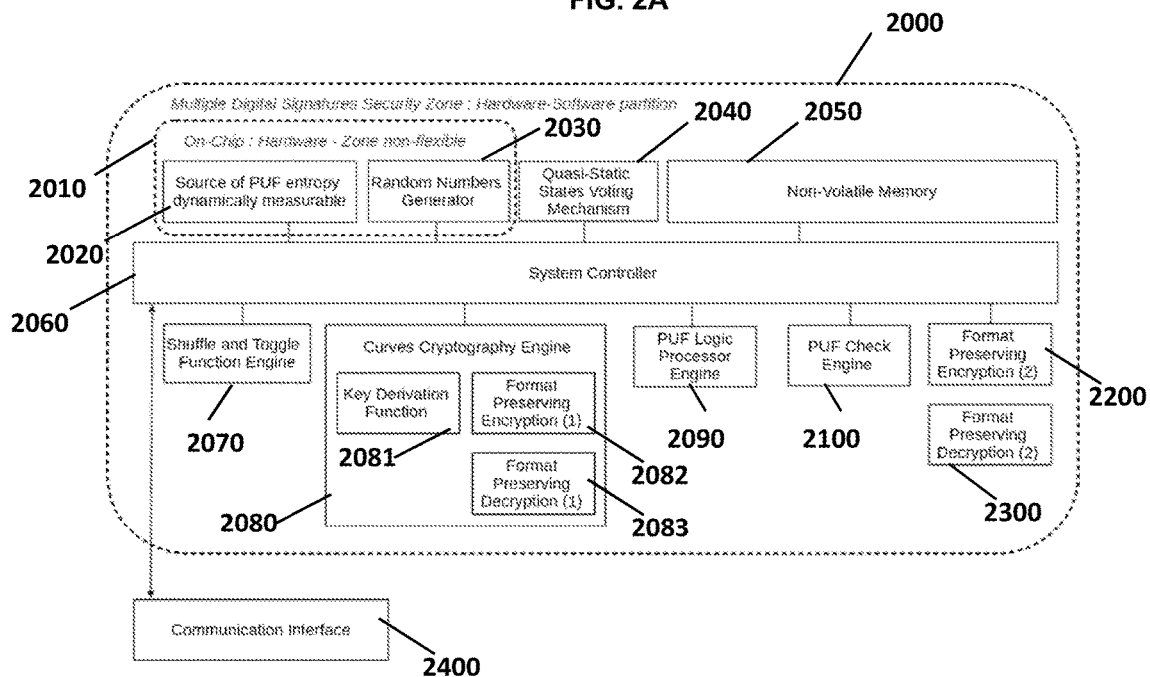 FIG. 2A
2000
Multiple Digital Signatures Security Zone : Hardware-Software partition
2040
2050
2030
On-Chip : Hardware - Zone non-flexible
2010
Source of PUF entropy
dynamically measurable
Random Numbers
Generator
Quasi-Static
States Voting
Mechanism
Non-Volatile Memory
2020
System Controller
2060
Shuffle and Toggle
Function Engine
2070
Curves Cryptography Engine
Key Derivation
Function
2081
Format
Preserving
Encryption (1)
2082
Format
Preserving
Decryption (1)
2083
2080
PUF Logic
Processor
Engine
2090
PUF Check
Engine
2100
Format
Preserving
Encryption (2)
2200
Format
Preserving
Decryption (2)
2300
Communication Interface
2400